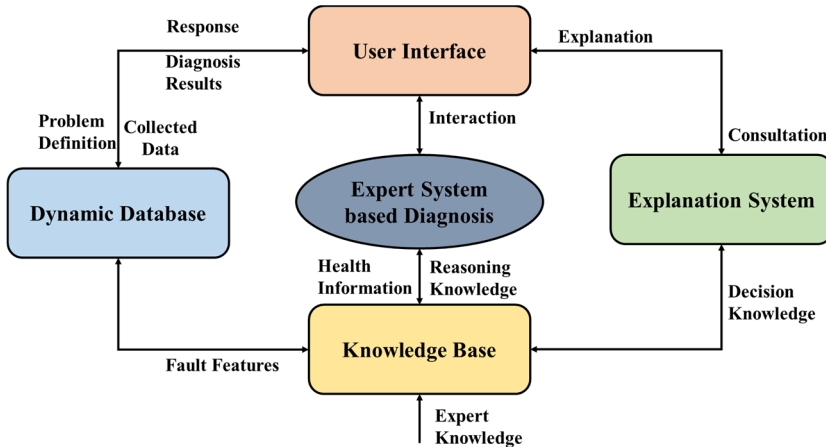 Response
User Interface
Explanation
Diagnosis
Results
Problem
Definition
Collected
Data
Interaction
Consultation
Dynamic Database
Expert System
based Diagnosis
Explanation System
Health
Information
Reasoning
Knowledge
Decision
Knowledge
Fault Features
Knowledge Base
Expert
Knowledge